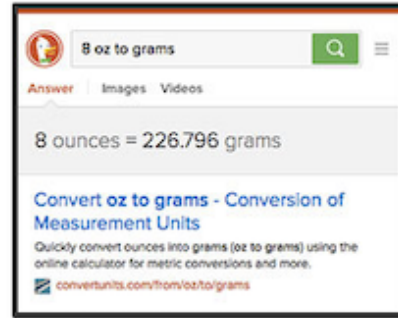 8 oz to grams
Answer Images Videos
8 ounces = 226.796 grams
Convert oz to grams - Conversion of
Measurement Units
Quickly convert ounces into grams (oz to grams) using the
online calculator for metric conversions and more.
convertunits.com/from/oz/to/grams